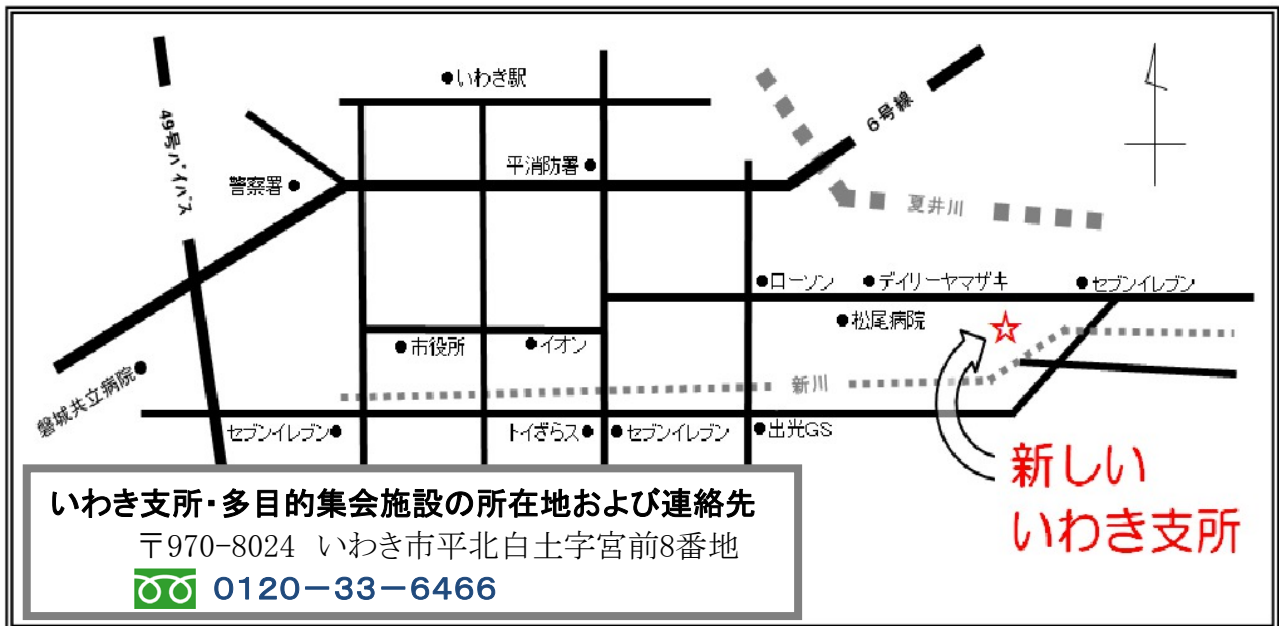 ●いわき駅
49号バイパス
6号線
平消防署●
警察署●
夏井川
●ローソン
●デイリーヤマザキ
●セブンイレブン
●松尾病院
●市役所
●イオン
磐城共立病院●
新川
セブンイレブン●
トイざらス●
●セブンイレブン
●出光GS
新しい
いわき支所
いわき支所・多目的集会施設の所在地および連絡先
〒970-8024 いわき市平北白土字宮前8番地
0120－33－6466